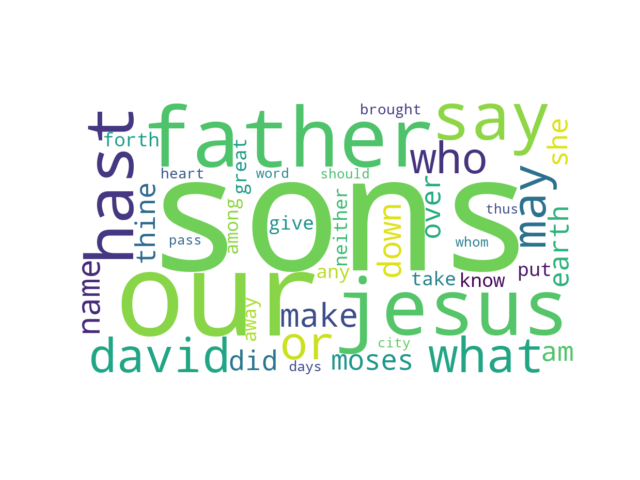 brought
hast
father
say
she
forth
great
who
heart
word
should
may
thine
sons
among
neither
over
thus
give
down
earth
pass
whom
name
our
any
jesus
take
know
put
away
make
or
city
david
did
days
moses
what
am